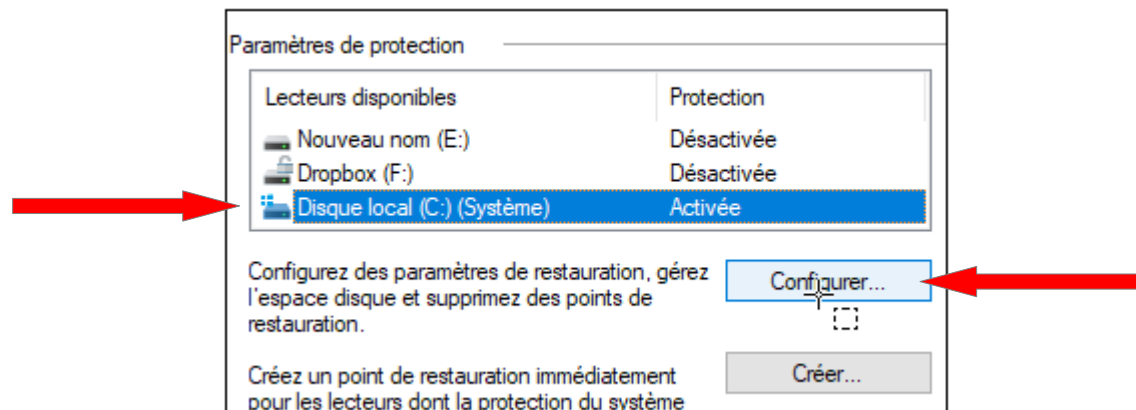 Paramètres de protection
Lecteurs disponibles Protection
Nouveau nom (E:) Désactivée
Dropbox (F:) Désactivée
Disque local (C:) (Système) Activée
Configurez des paramètres de restauration, gérez
l'espace disque et supprimez des points de
restauration.
Configurer...
Créez un point de restauration immédiatement
pour les lecteurs dont la protection du système
Créer...